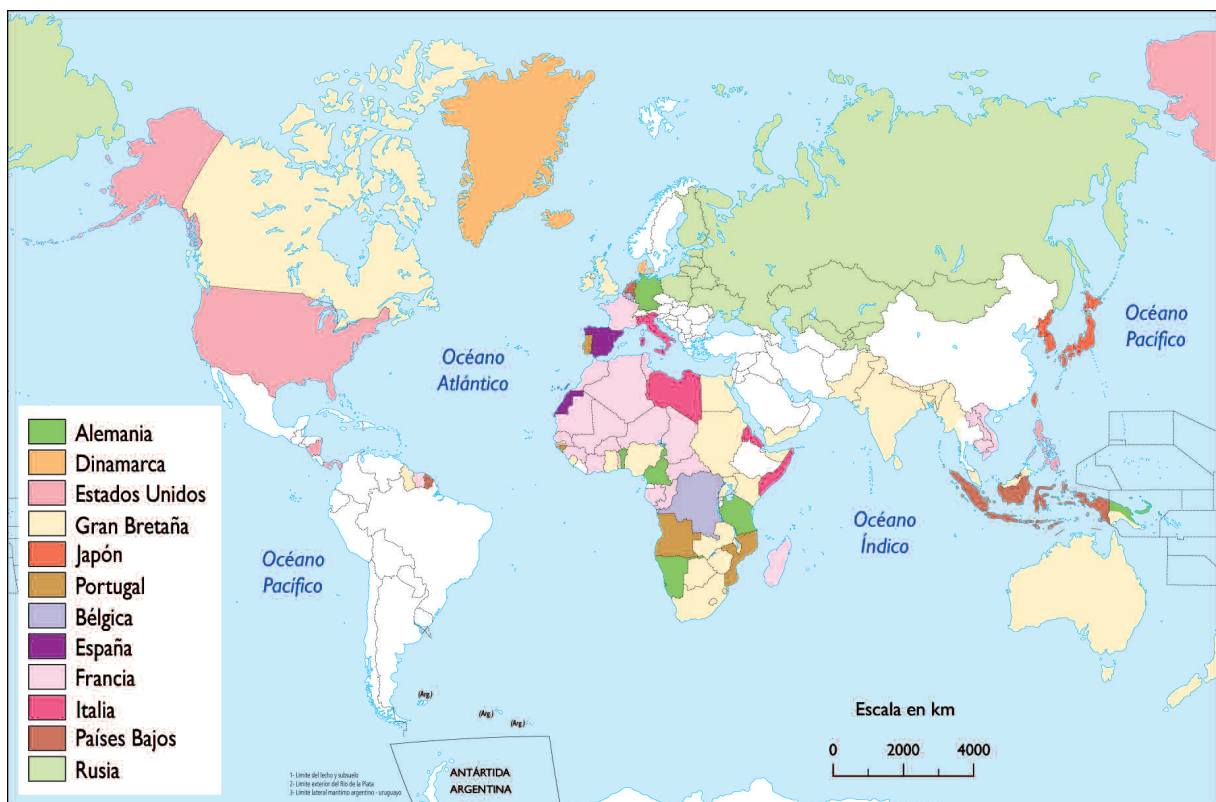 Océano
Atlántico
Océano
Pacífico
Océano
Índico
Océano
Pacífico
Alemania
Dinamarca
Estados Unidos
Gran Bretaña
Japón
Portugal
Bélgica
España
Francia
Italia
Países Bajos
Rusia
(Arg.)
(Arg.)
(Arg.)
Escala en km
0 2000 4000
1- Límite del lecho y subsuelo
2- Límite exterior del Río de la Plata
3- Límite lateral marítimo argentino - uruguayo
ANTÁRTIDA
ARGENTINA